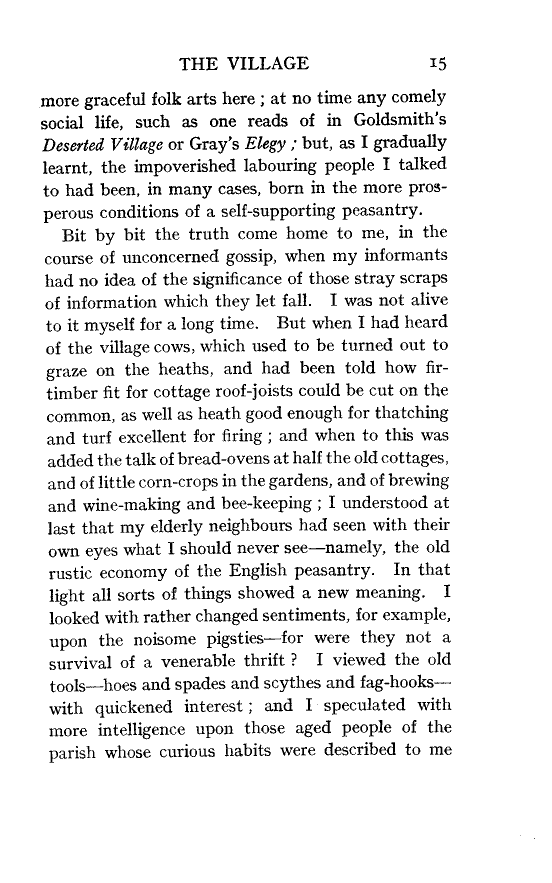 THE VILLAGE 15
more graceful folk arts here ; at no time any comely
social life, such as one reads of in Goldsmith's
Deserted Village or Gray's Elegy ; but, as I gradually
learnt, the impoverished labouring people I talked
to had been, in many cases, born in the more pros-
perous conditions of a self-supporting peasantry.
Bit by bit the truth come home to me, in the
course of unconcerned gossip, when my informants
had no idea of the significance of those stray scraps
of information which they let fall. I was not alive
to it myself for a long time. But when I had heard
of the village cows, which used to be turned out to
graze on the heaths, and had been told how fir-
timber fit for cottage roof-joists could be cut on the
common, as well as heath good enough for thatching
and turf excellent for firing ; and when to this was
added the talk of bread-ovens at half the old cottages,
and of little corn-crops in the gardens, and of brewing
and wine-making and bee-keeping ; I understood at
last that my elderly neighbours had seen with their
own eyes what I should never see—namely, the old
rustic economy of the English peasantry. In that
light all sorts of things showed a new meaning. I
looked with rather changed sentiments, for example,
upon the noisome pigsties—for were they not a
survival of a venerable thrift ? I viewed the old
tools—hoes and spades and scythes and fag-hooks—
with quickened interest ; and I speculated with
more intelligence upon those aged people of the
parish whose curious habits were described to me